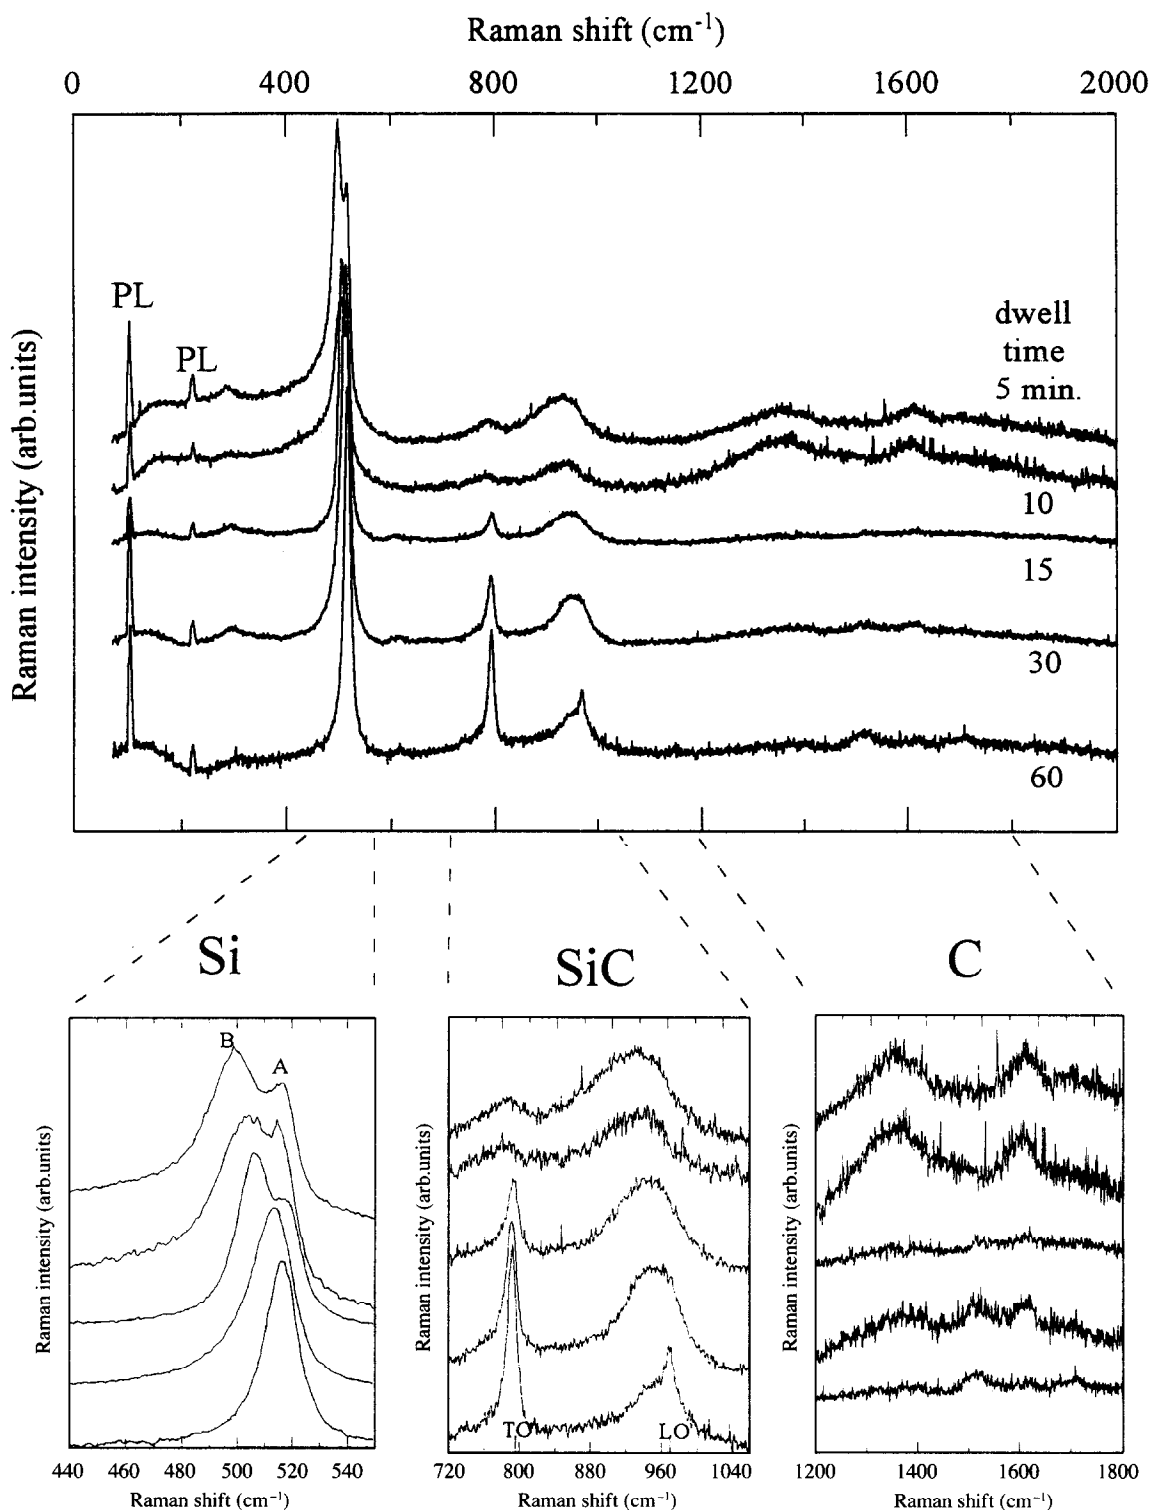 Raman shift (cm⁻¹)
0 400 800 1200 1600 2000
Raman intensity (arb.units)
PL
PL
dwell
time
5 min.
10
15
30
60
Si
SiC
C
B
A
Raman intensity (arb.units)
440 460 480 500 520 540
Raman shift (cm⁻¹)
Raman intensity (arb.units)
TO
LO
720 800 880 960 1040
Raman shift (cm⁻¹)
Raman intensity (arb.units)
1200 1400 1600 1800
Raman shift (cm⁻¹)